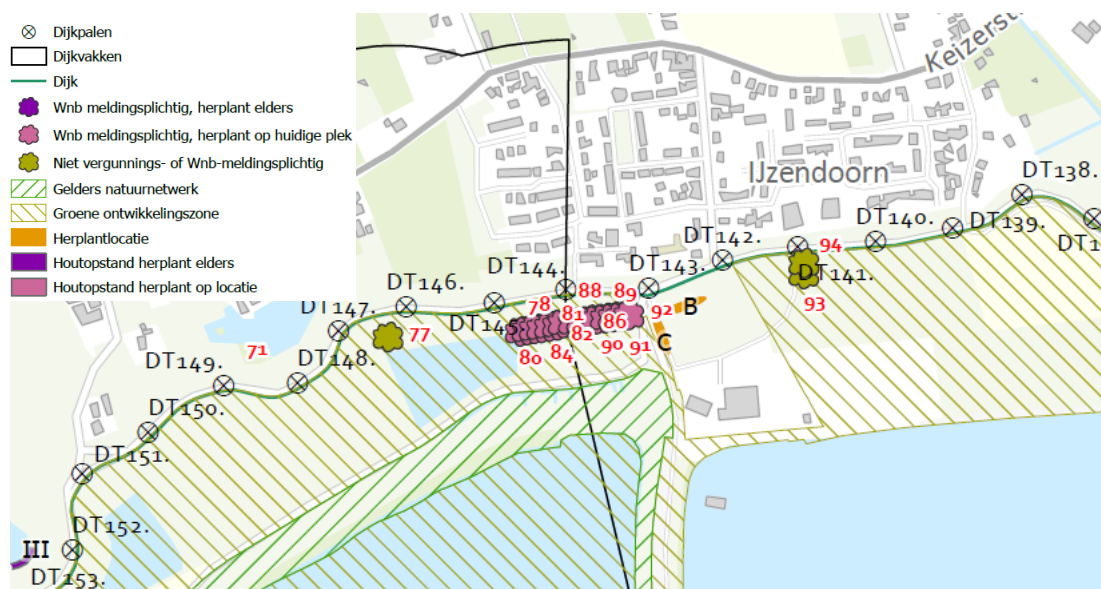 Dijkpalen
Dijkvakken
Dijk
Wnb meldingsplichtig, herplant elders
Wnb meldingsplichtig, herplant op huidige plek
Niet vergunnings- of Wnb-meldingsplichtig
Gelders natuurnetwerk
Groene ontwikkelingszone
Herplantlocatie
Houtopstand herplant elders
Houtopstand herplant op locatie
Keizerst
IJzendoorn
DT138.
DT139.
DT1
DT140.
94
DT141.
93
DT142.
DT143.
DT144.
88
89
78
81
86
92
B
C
82
80
84
90
91
DT145
DT146.
77
DT147.
DT148.
71
DT149.
DT150.
DT151.
DT152.
III
DT153.